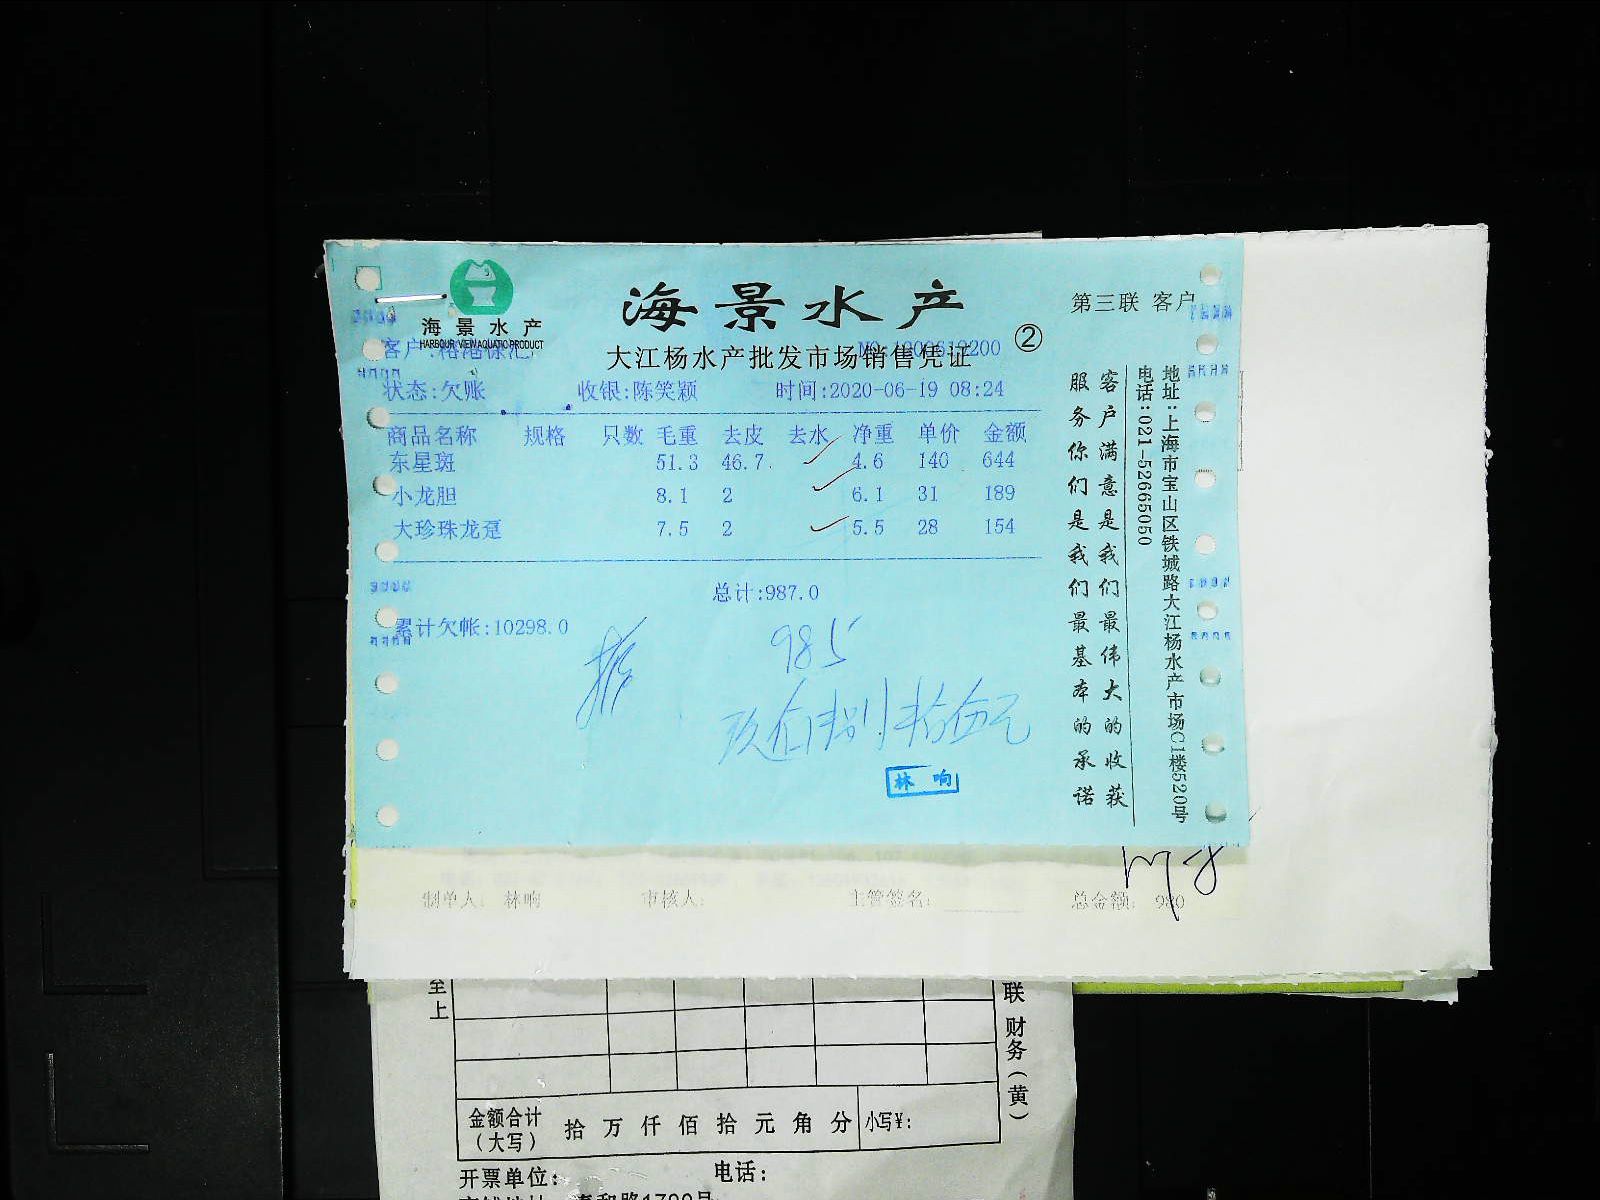 海景水产
第三联 客户
海景水产
HARBOUR VIEW AQUATIC PRODUCT
大江杨水产批发市场销售凭证 ②
客户:
状态:欠账 收银:陈笑颖 时间:2020-06-19 08:24
商品名称 规格 只数 毛重 去皮 去水 净重 单价 金额
东星斑 51.3 46.7 4.6 140 644
小龙胆 8.1 2 6.1 31 189
大珍珠龙趸 7.5 2 5.5 28 154
总计:987.0
累计欠帐:10298.0
985
玖佰捌拾伍元
林响
客户满意是我们最伟大的收获
服务你们是我们最基本的承诺
地址:上海市宝山区铁城路大江杨水产市场C1楼520号
电话:021-52665050
制单人: 林响 审核人: 主管签名: 总金额: 980
至上
联 财务(黄)
金额合计(大写) 拾 万 仟 佰 拾 元 角 分 小写¥:
开票单位: 电话: